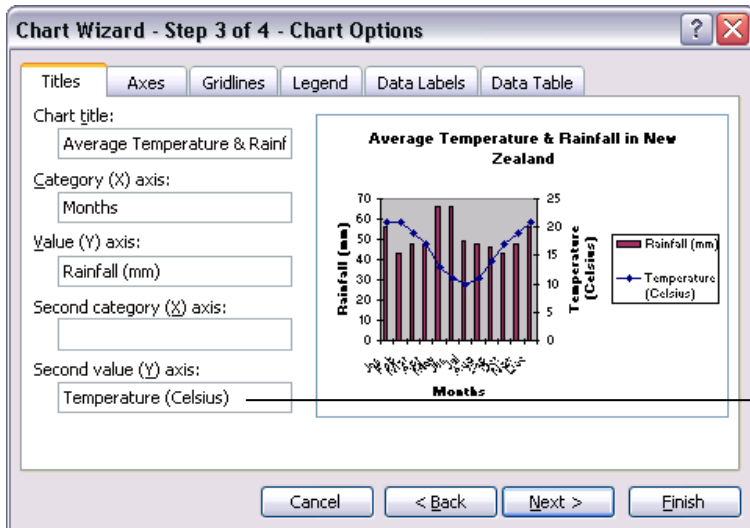 Chart Wizard - Step 3 of 4 - Chart Options
?
Titles
Axes
Gridlines
Legend
Data Labels
Data Table
Chart title:
Average Temperature & Rainf
Category (X) axis:
Months
Value (Y) axis:
Rainfall (mm)
Second category (X) axis:
Second value (Y) axis:
Temperature (Celsius)
Average Temperature & Rainfall in New
Zealand
Rainfall (mm)
70
60
50
40
30
20
10
0
25
20
15
10
5
0
Temperature
(Celsius)
Months
Rainfall (mm)
Temperature
(Celsius)
Cancel
< Back
Next >
Finish